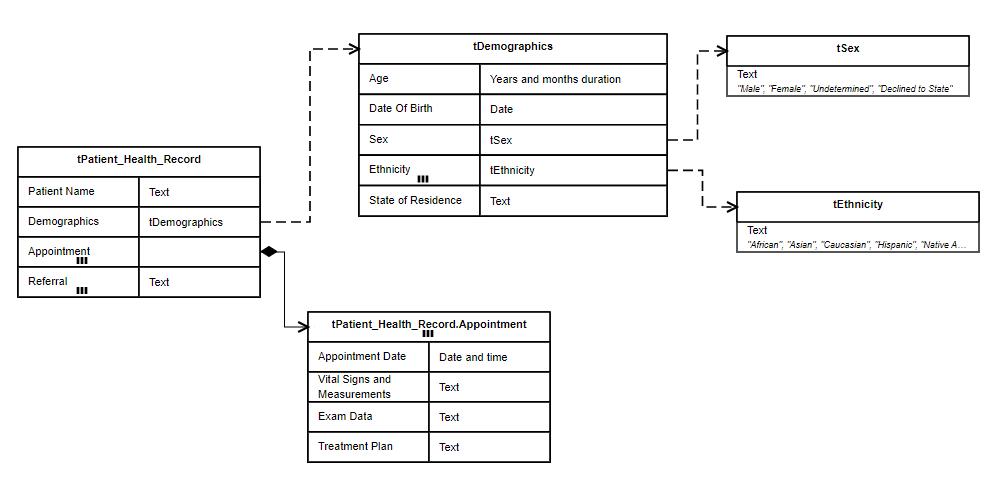 tDemographics
Age
Years and months duration
Date Of Birth
Date
Sex
tSex
Ethnicity
tEthnicity
State of Residence
Text
tSex
Text
"Male", "Female", "Undetermined", "Declined to State"
tEthnicity
Text
"African", "Asian", "Caucasian", "Hispanic", "Native A...
tPatient_Health_Record
Patient Name
Text
Demographics
tDemographics
Appointment
Referral
Text
tPatient_Health_Record.Appointment
Appointment Date
Date and time
Vital Signs and
Measurements
Text
Exam Data
Text
Treatment Plan
Text